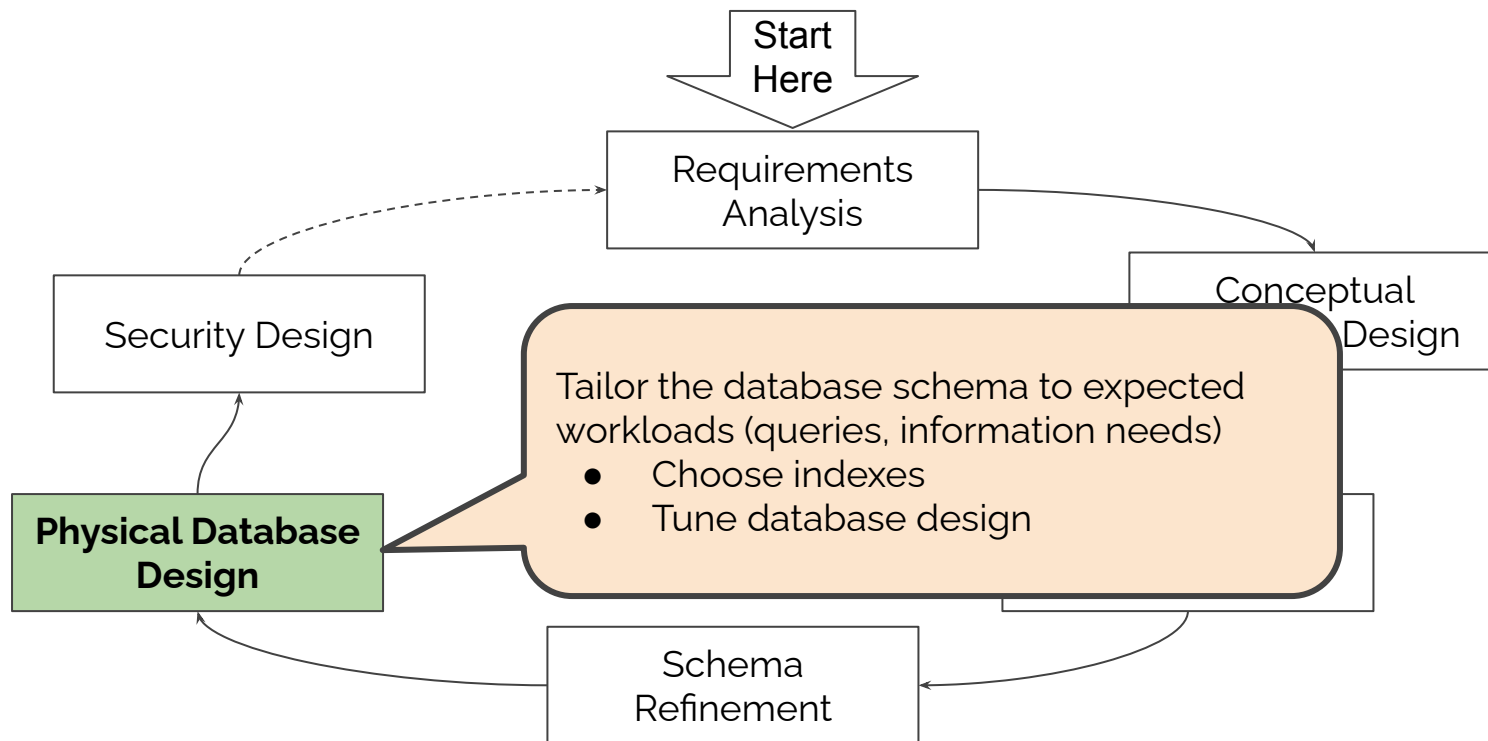 Start
Here
Requirements
Analysis
Conceptual
Design
Security Design
Tailor the database schema to expected
workloads (queries, information needs)
● Choose indexes
● Tune database design
Physical Database
Design
Schema
Refinement